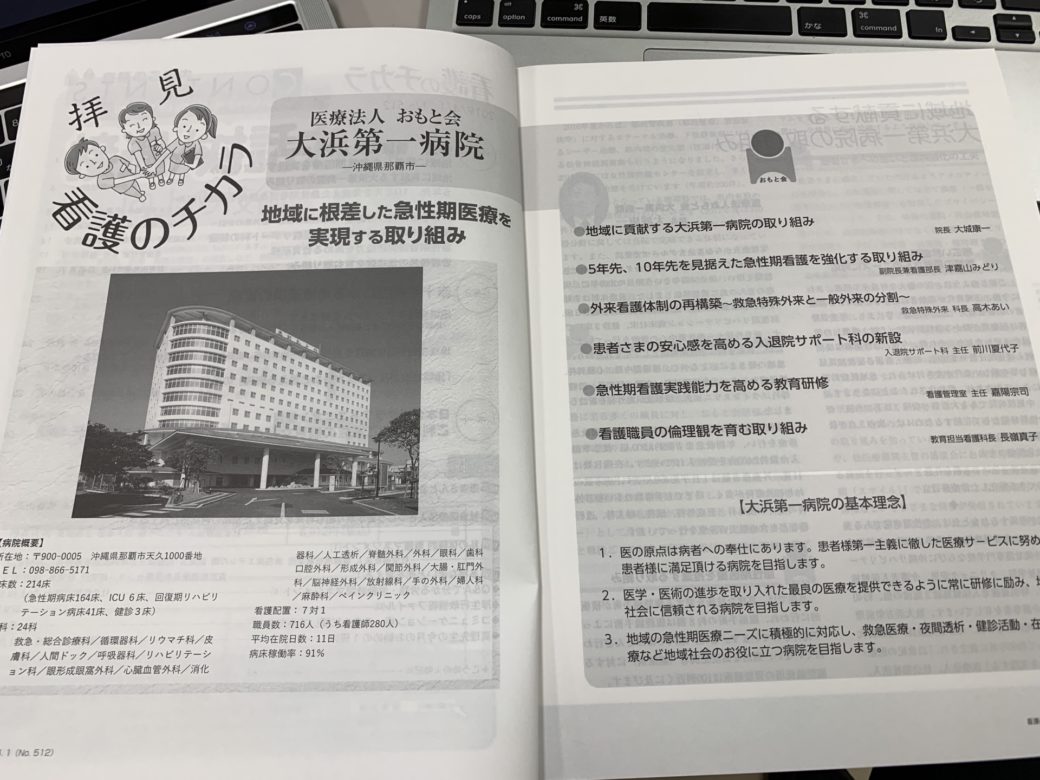 caps
alt
option
⌘
command
英数
かな
⌘
command
fn
拝見
看護のチカラ
医療法人 おもと会
大浜第一病院
―沖縄県那覇市―
地域に根差した急性期医療を
実現する取り組み
【病院概要】
所在地：〒900-0005 沖縄県那覇市天久1000番地
TEL：098-866-5171
床数：214床
（急性期病床164床、ICU 6床、回復期リハビリ
テーション病床41床、健診3床）
科：24科
救急・総合診療科／循環器科／リウマチ科／皮
膚科／人間ドック／呼吸器科／リハビリテーシ
ョン科／眼形成眼窩外科／心臓血管外科／消化
器科／人工透析／脊髄外科／外科／眼科／歯科
口腔外科／形成外科／関節外科／大腸・肛門外
科／脳神経外科／放射線科／手の外科／婦人科
／麻酔科／ペインクリニック
看護配置：7対1
職員数：716人（うち看護師280人）
平均在院日数：11日
病床稼働率：91％
1（No. 512）
おもと会
●地域に貢献する大浜第一病院の取り組み
院長 大城康一
●5年先、10年先を見据えた急性期看護を強化する取り組み
副院長兼看護部長 津嘉山みどり
●外来看護体制の再構築～救急特殊外来と一般外来の分割～
救急特殊外来 科長 高木あい
●患者さまの安心感を高める入退院サポート科の新設
入退院サポート科 主任 前川夏代子
●急性期看護実践能力を高める教育研修
看護管理室 主任 嘉陽宗司
●看護職員の倫理観を育む取り組み
教育担当看護科長 長嶺真子
【大浜第一病院の基本理念】
1．医の原点は病者への奉仕にあります。患者様第一主義に徹した医療サービスに努め
患者様に満足頂ける病院を目指します。
2．医学・医術の進歩を取り入れた最良の医療を提供できるように常に研修に励み、地
社会に信頼される病院を目指します。
3．地域の急性期医療ニーズに積極的に対応し、救急医療・夜間透析・健診活動・在
療など地域社会のお役に立つ病院を目指します。
看護